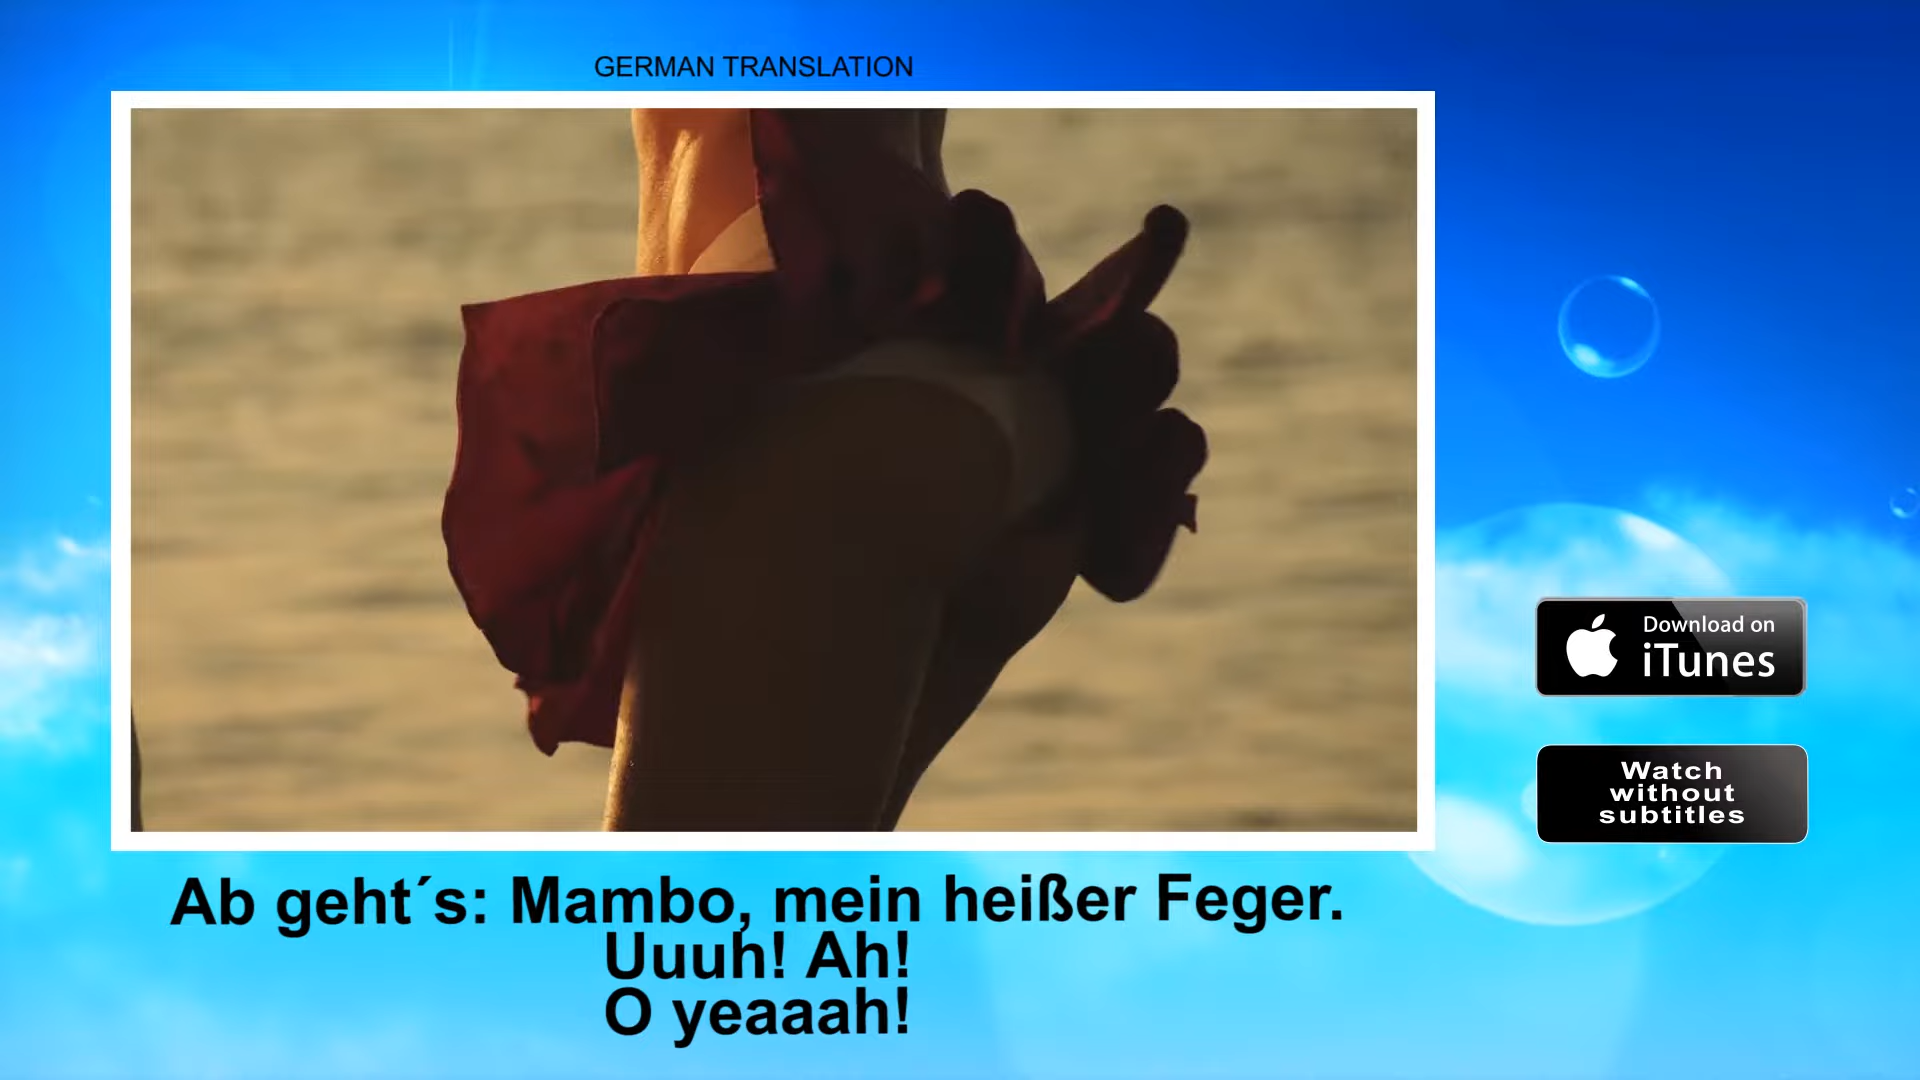 GERMAN TRANSLATION
Download on
iTunes
Watch
without
subtitles
Ab geht´s: Mambo, mein heißer Feger.
Uuuh! Ah!
O yeaaah!